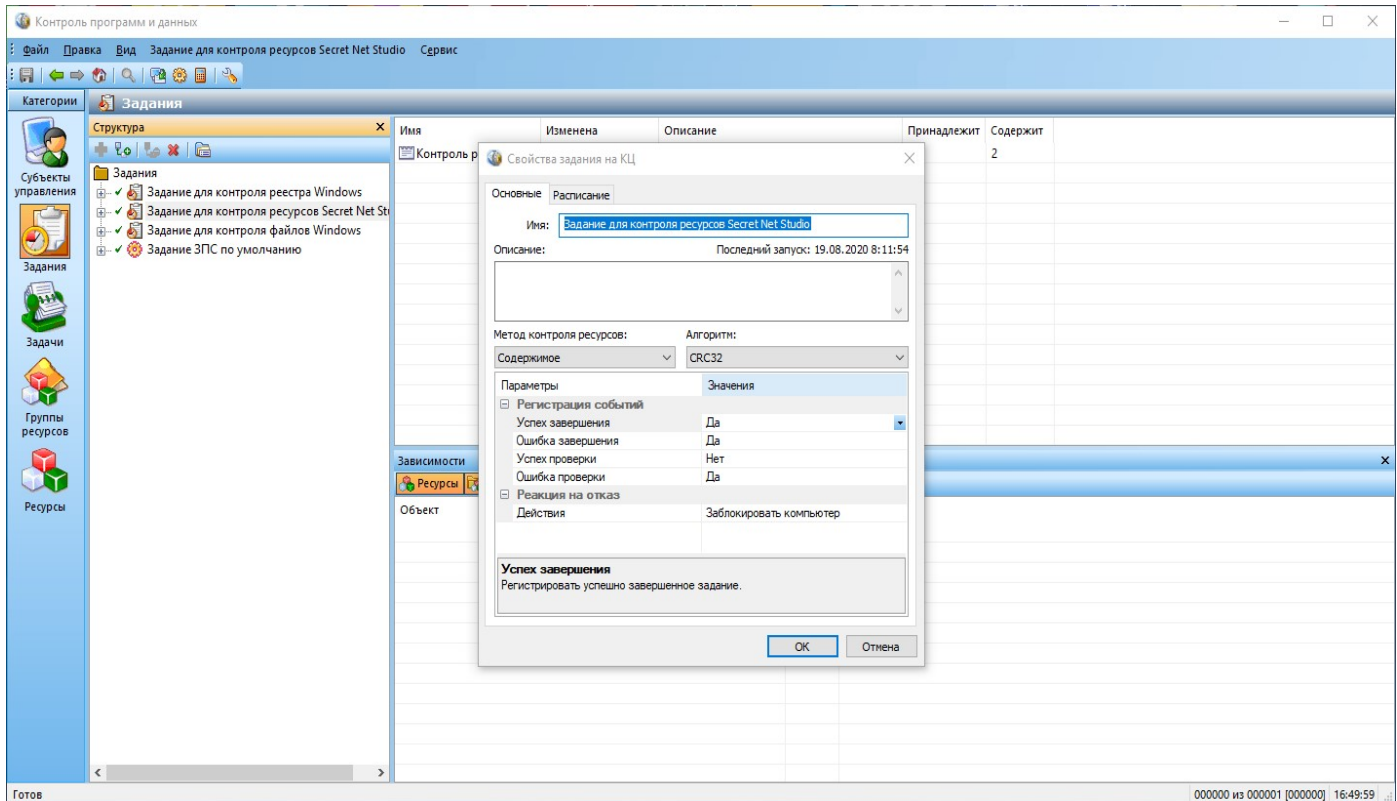 Контроль программ и данных
Файл Правка Вид Задание для контроля ресурсов Secret Net Studio Сервис
Категории
Задания
Субъекты
управления
Задания
Задачи
Группы
ресурсов
Ресурсы
Структура
Задания
Задание для контроля реестра Windows
Задание для контроля ресурсов Secret Net Stu
Задание для контроля файлов Windows
Задание ЗПС по умолчанию
Имя Изменена Описание Принадлежит Содержит
Контроль р 2
Свойства задания на КЦ
Основные Расписание
Имя: Задание для контроля ресурсов Secret Net Studio
Описание: Последний запуск: 19.08.2020 8:11:54
Метод контроля ресурсов: Алгоритм:
Содержимое CRC32
Параметры Значения
Регистрация событий
Успех завершения Да
Ошибка завершения Да
Успех проверки Нет
Ошибка проверки Да
Реакция на отказ
Действия Заблокировать компьютер
Успех завершения
Регистрировать успешно завершенное задание.
OK Отмена
Зависимости
Ресурсы
Объект
Готов 000000 из 000001 [000000] 16:49:59